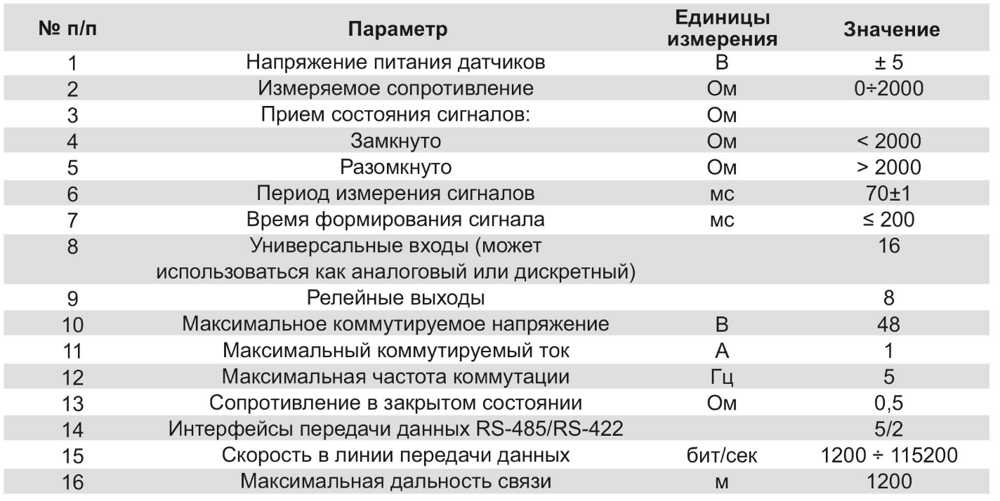 № п/п Параметр Единицы измерения Значение
1 Напряжение питания датчиков В ± 5
2 Измеряемое сопротивление Ом 0÷2000
3 Прием состояния сигналов: Ом
4 Замкнуто Ом < 2000
5 Разомкнуто Ом > 2000
6 Период измерения сигналов мс 70±1
7 Время формирования сигнала мс ≤ 200
8 Универсальные входы (может 16
использоваться как аналоговый или дискретный)
9 Релейные выходы 8
10 Максимальное коммутируемое напряжение В 48
11 Максимальный коммутируемый ток А 1
12 Максимальная частота коммутации Гц 5
13 Сопротивление в закрытом состоянии Ом 0,5
14 Интерфейсы передачи данных RS-485/RS-422 5/2
15 Скорость в линии передачи данных бит/сек 1200 ÷ 115200
16 Максимальная дальность связи м 1200